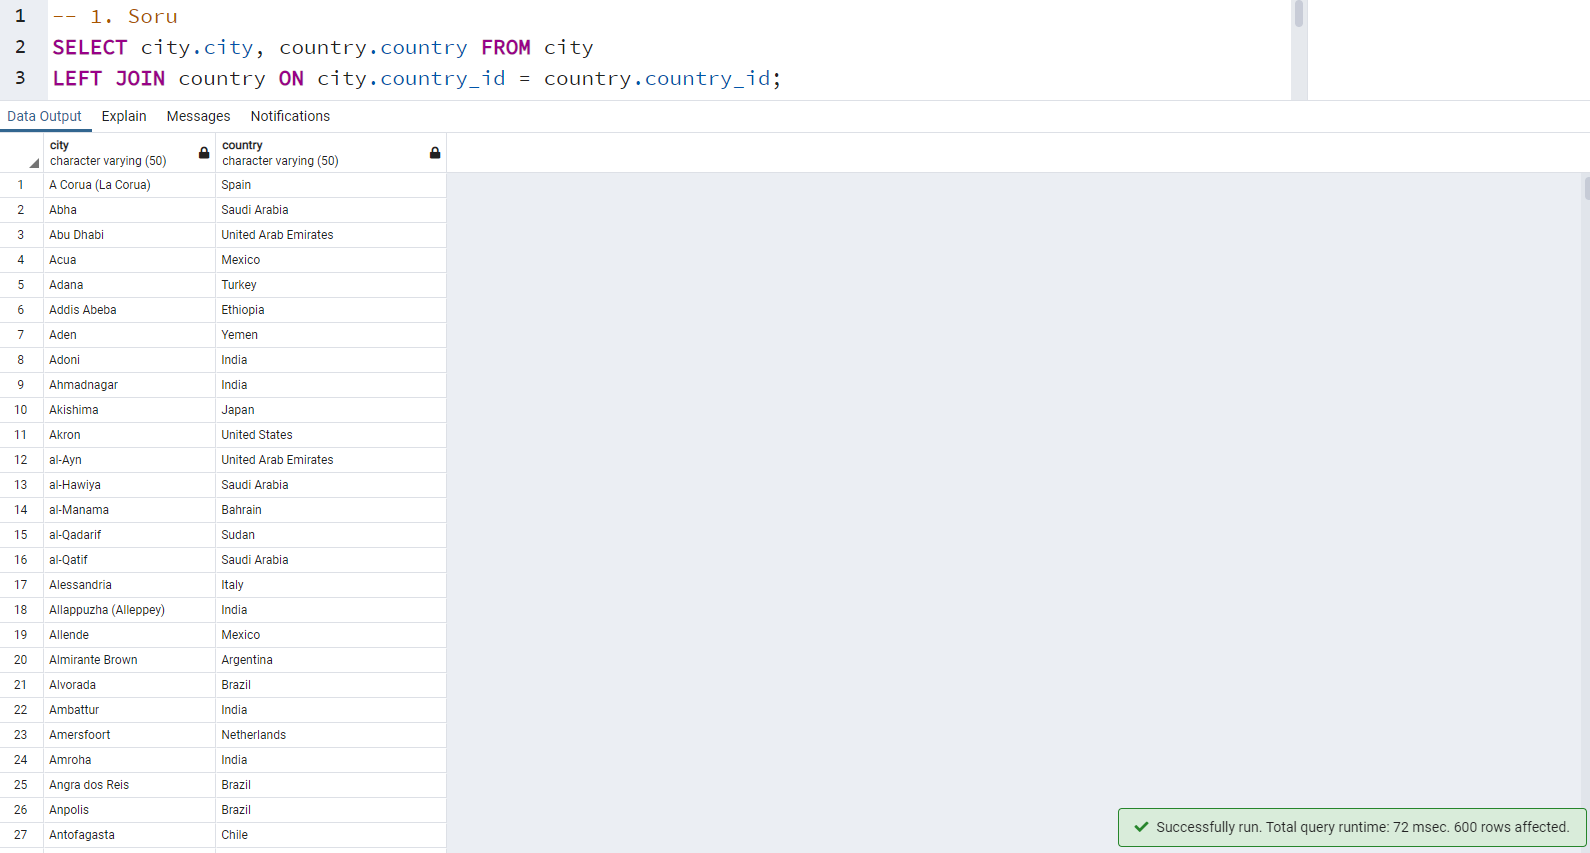 1 -- 1. Soru
2 SELECT city.city, country.country FROM city
3 LEFT JOIN country ON city.country_id = country.country_id;
Data Output Explain Messages Notifications
city country
character varying (50) character varying (50)
1 A Corua (La Corua) Spain
2 Abha Saudi Arabia
3 Abu Dhabi United Arab Emirates
4 Acua Mexico
5 Adana Turkey
6 Addis Abeba Ethiopia
7 Aden Yemen
8 Adoni India
9 Ahmadnagar India
10 Akishima Japan
11 Akron United States
12 al-Ayn United Arab Emirates
13 al-Hawiya Saudi Arabia
14 al-Manama Bahrain
15 al-Qadarif Sudan
16 al-Qatif Saudi Arabia
17 Alessandria Italy
18 Allappuzha (Alleppey) India
19 Allende Mexico
20 Almirante Brown Argentina
21 Alvorada Brazil
22 Ambattur India
23 Amersfoort Netherlands
24 Amroha India
25 Angra dos Reis Brazil
26 Anpolis Brazil
27 Antofagasta Chile
Successfully run. Total query runtime: 72 msec. 600 rows affected.